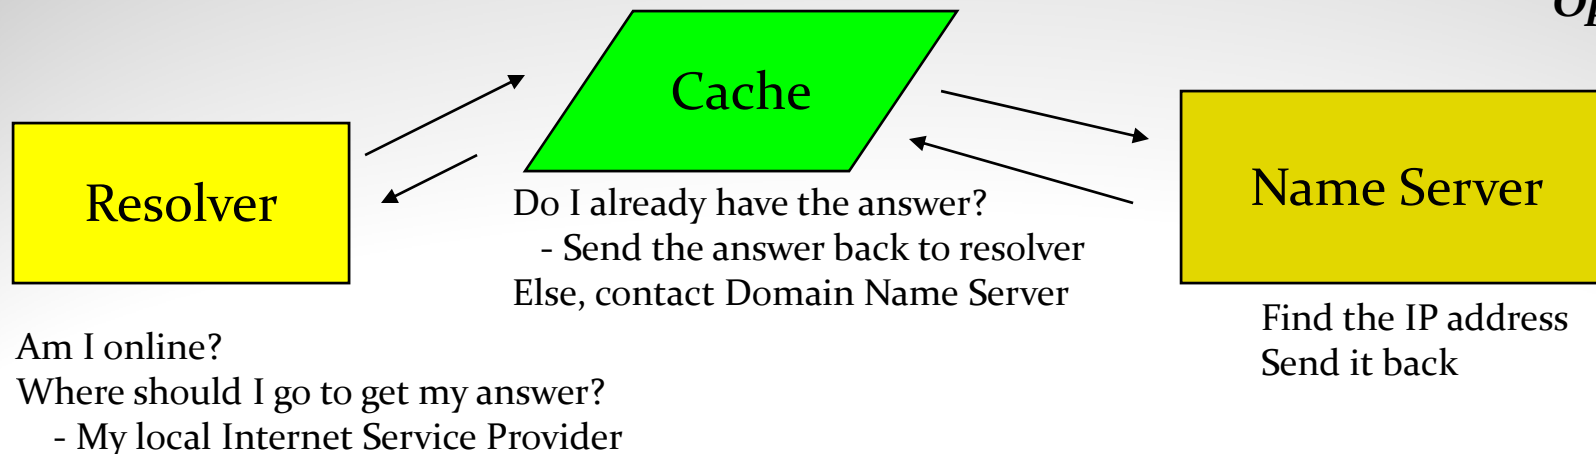 Op
Cache
Resolver
Name Server
Do I already have the answer?
- Send the answer back to resolver
Else, contact Domain Name Server
Find the IP address
Send it back
Am I online?
Where should I go to get my answer?
- My local Internet Service Provider